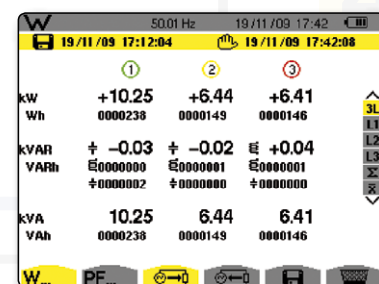 W 50.01 Hz 19/11/09 17:42
19/11/09 17:12:04 19/11/09 17:42:08
1 2 3
kW +10.25 +6.44 +6.41
Wh 0000238 0000149 0000146
kVAR -0.03 -0.02 +0.04
VARh 0000000 0000001 0000001
0000002 0000000 0000000
kVA 10.25 6.44 6.41
VAh 0000238 0000149 0000146
3L
L1
L2
L3
Σ
x̄
W... PF...